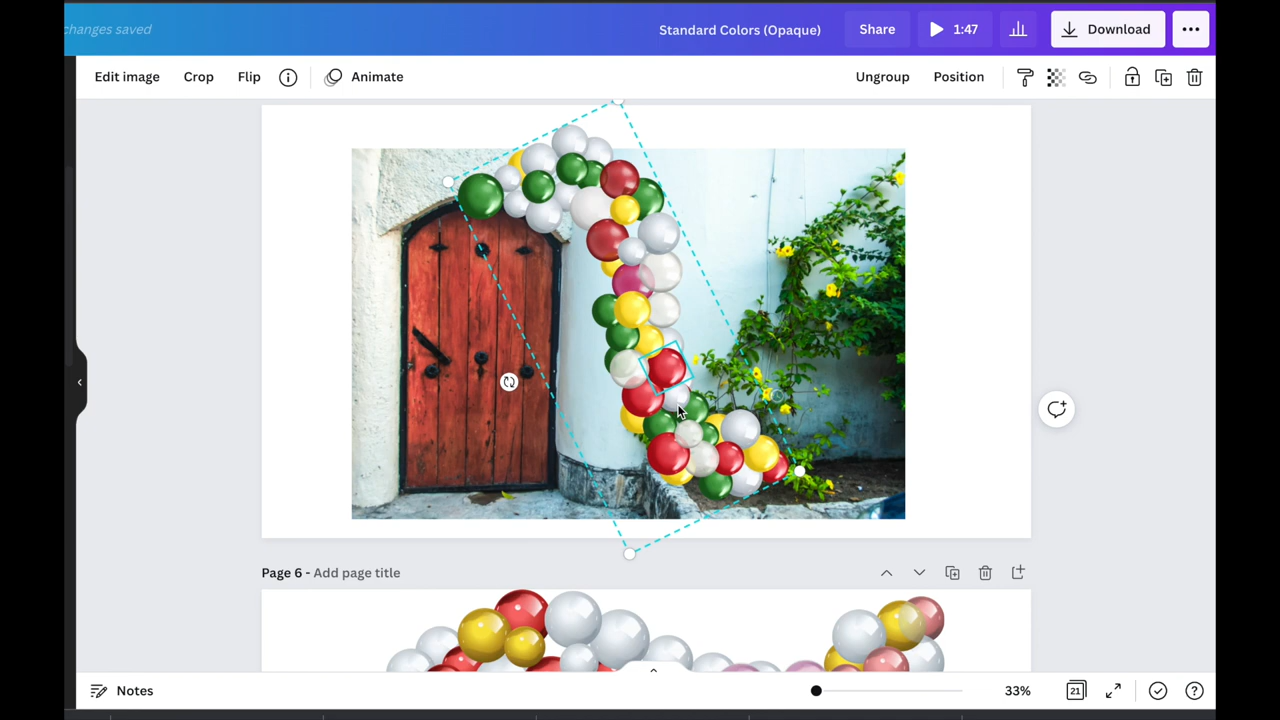 changes saved
Standard Colors (Opaque)
Share
1:47
Download
Edit image
Crop
Flip
Animate
Ungroup
Position
Page 6 - Add page title
Notes
33%
21